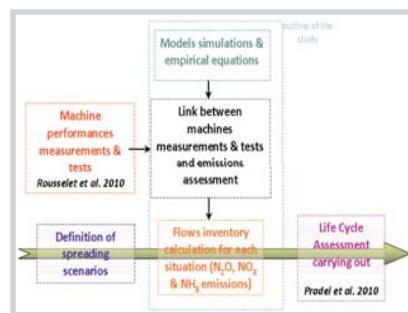 outline of the
study
Models simulations &
empirical equations
Machine
performances
measurements &
tests
Rousselet et al. 2010
Link between
machines
measurements & tests
and emissions
assessment
Definition of
spreading
scenarios
Flows inventory
calculation for each
situation (N₂O, NO₃
& NH₃ emissions)
Life Cycle
Assessment
carrying out
Pradel et al. 2010